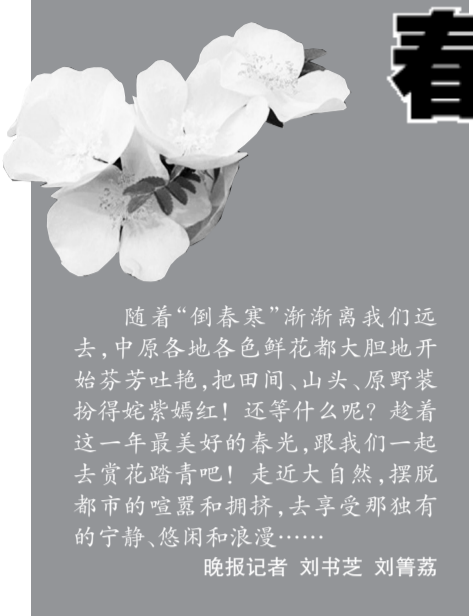 春
随着“倒春寒”渐渐离我们远
去,中原各地各色鲜花都大胆地开
始芬芳吐艳,把田间、山头、原野装
扮得姹紫嫣红！还等什么呢？趁着
这一年最美好的春光,跟我们一起
去赏花踏青吧！走近大自然,摆脱
都市的喧嚣和拥挤,去享受那独有
的宁静、悠闲和浪漫……
晚报记者 刘书芝 刘箐荔